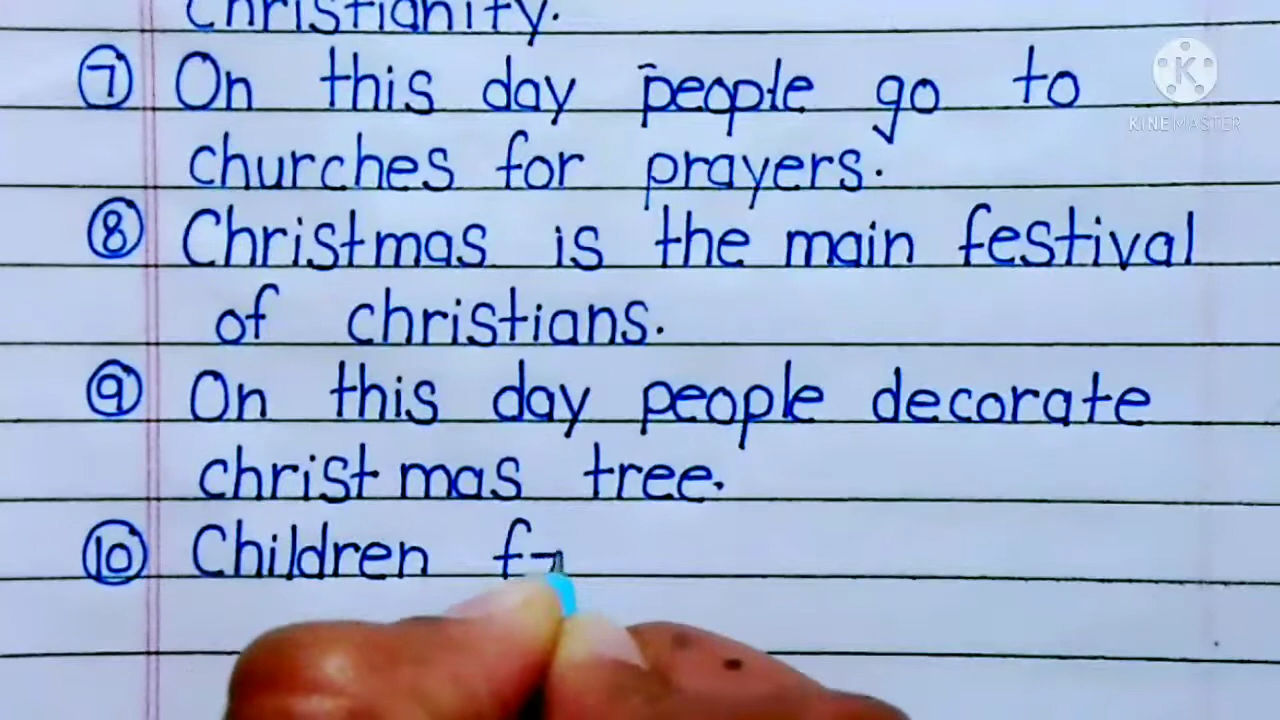 Christianity.
⑦ On this day people go to
churches for prayers.
⑧ Christmas is the main festival
of christians.
⑨ On this day people decorate
christmas tree.
⑩ Children f
K
KINEMASTER